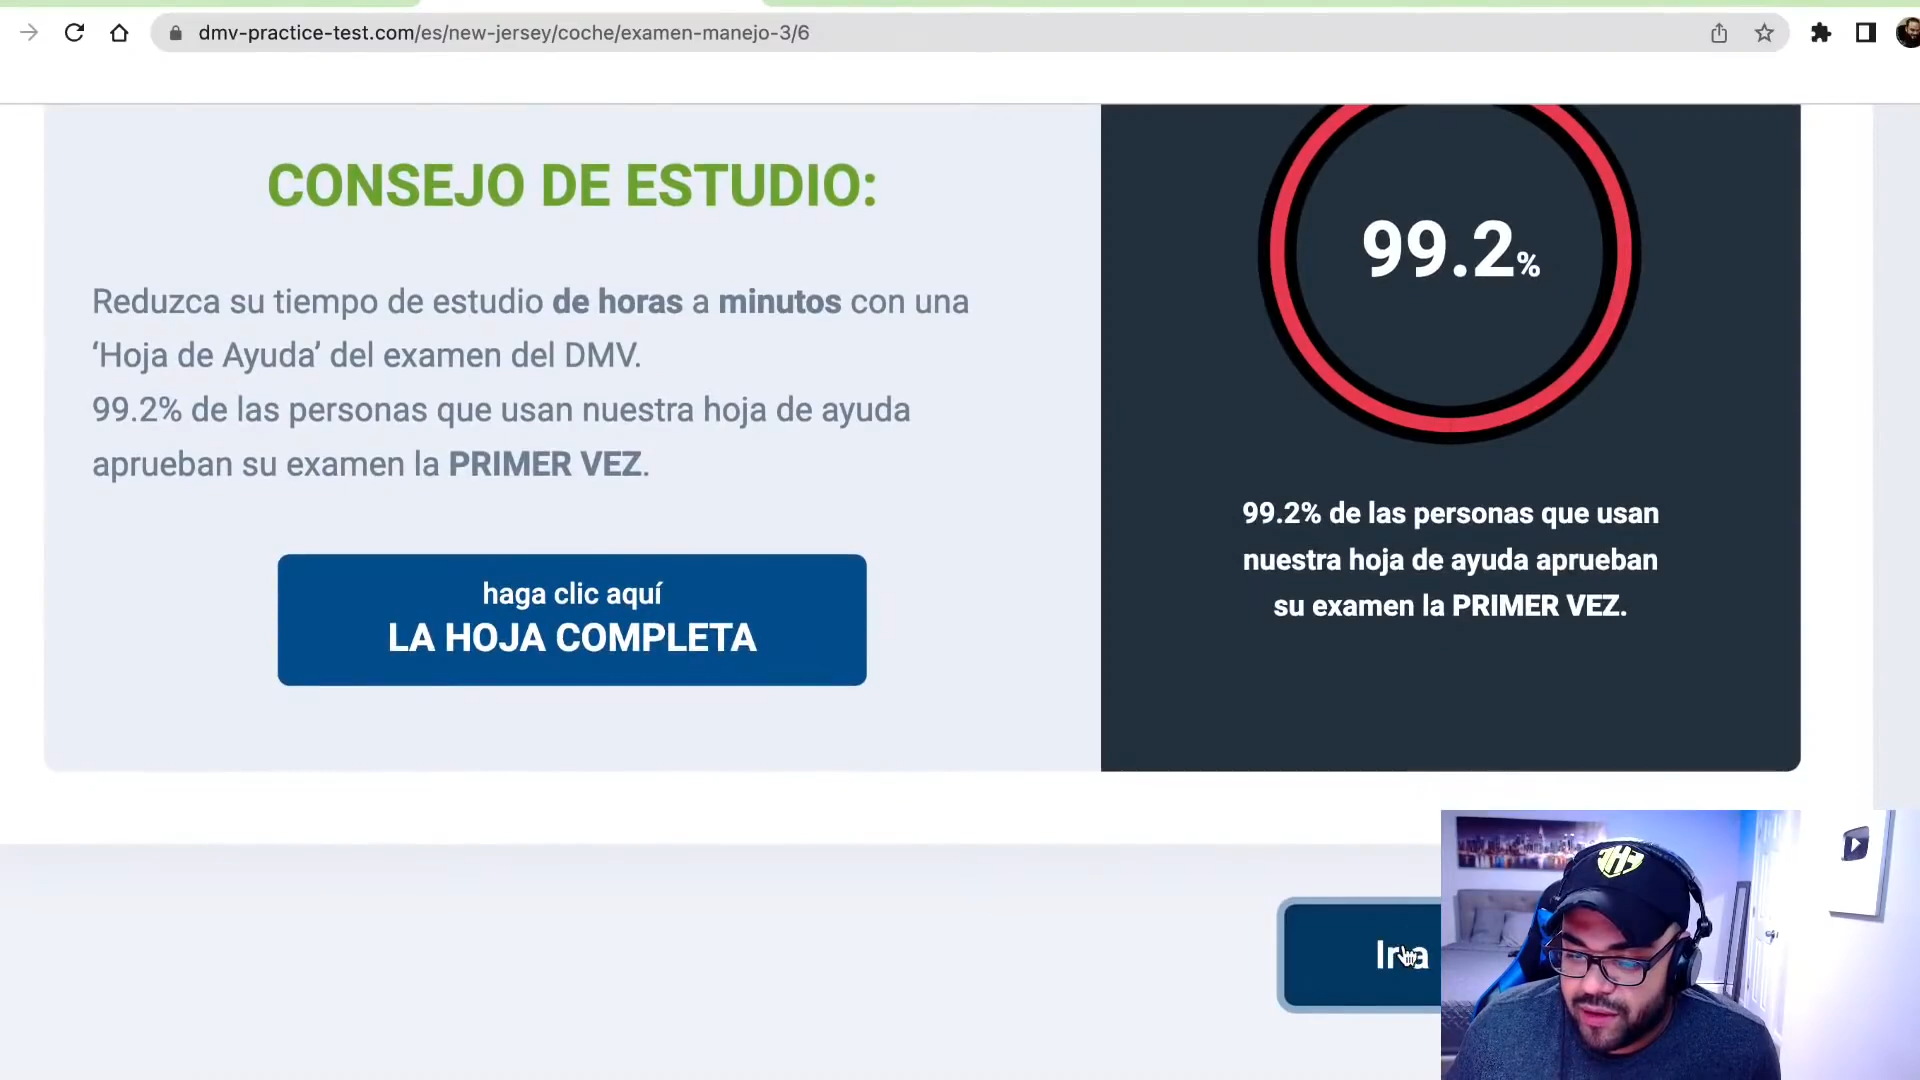 dmv-practice-test.com/es/new-jersey/coche/examen-manejo-3/6
CONSEJO DE ESTUDIO:
Reduzca su tiempo de estudio de horas a minutos con una
‘Hoja de Ayuda’ del examen del DMV.
99.2% de las personas que usan nuestra hoja de ayuda
aprueban su examen la PRIMER VEZ.
haga clic aquí
LA HOJA COMPLETA
99.2%
99.2% de las personas que usan
nuestra hoja de ayuda aprueban
su examen la PRIMER VEZ.
Ir a